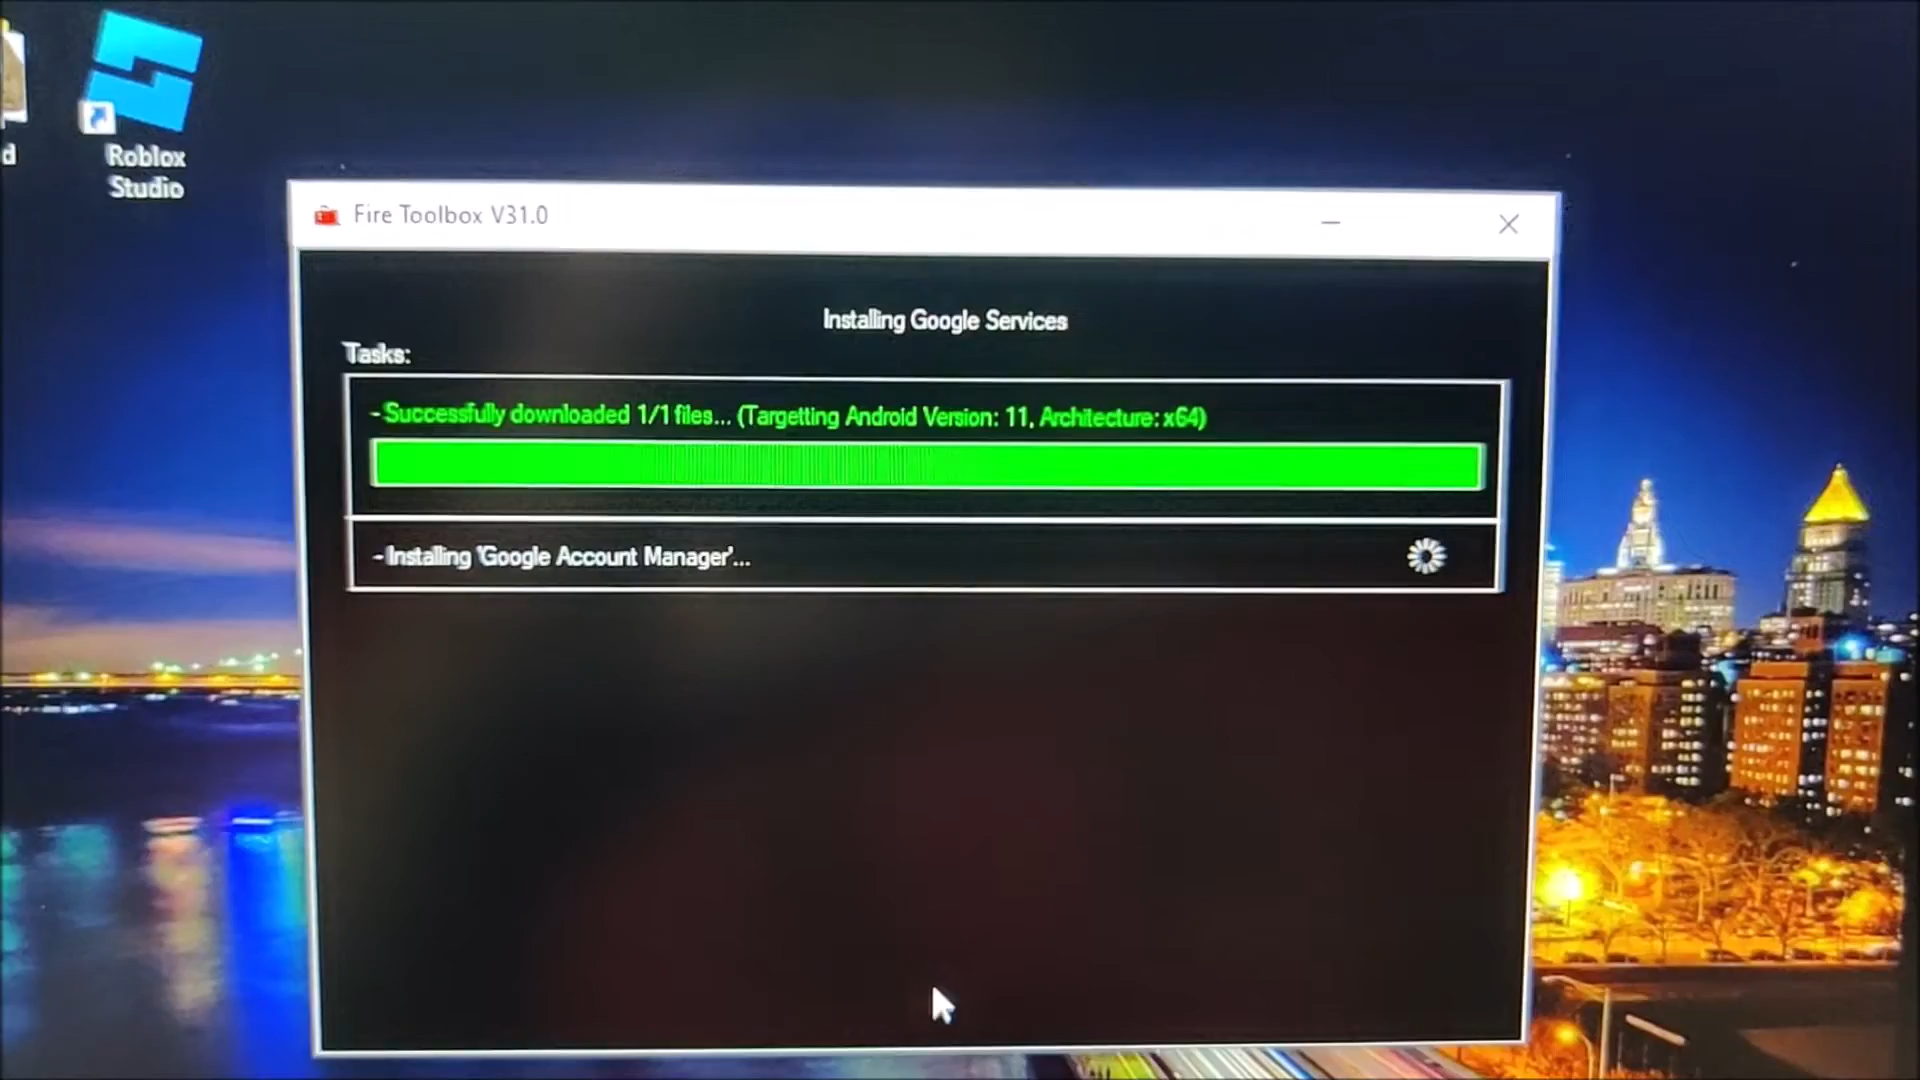 d
Roblox
Studio
Fire Toolbox V31.0
Installing Google Services
Tasks:
- Successfully downloaded 1/1 files... (Targetting Android Version: 11, Architecture: x64)
- Installing 'Google Account Manager'...